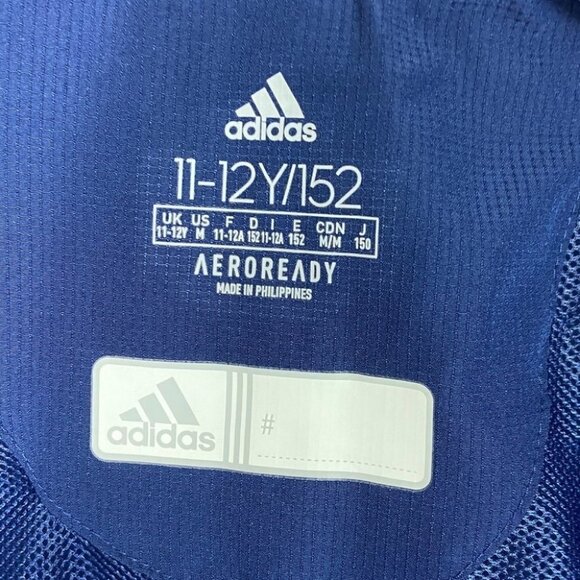 adidas
11-12Y/152
UK US F D I E CDN J
11-12Y M 11-12A 152 11-12A 152 M/M 150
AEROREADY
MADE IN PHILIPPINES
adidas #